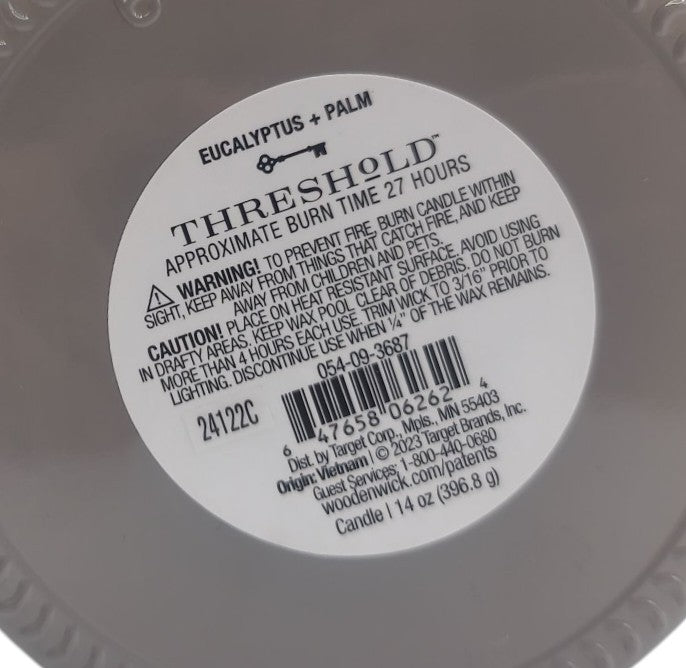 EUCALYPTUS + PALM
THRESHOLD™
APPROXIMATE BURN TIME 27 HOURS
WARNING! TO PREVENT FIRE, BURN CANDLE WITHIN
SIGHT, KEEP AWAY FROM THINGS THAT CATCH FIRE, AND KEEP
AWAY FROM CHILDREN AND PETS.
CAUTION! PLACE ON HEAT RESISTANT SURFACE. AVOID USING
IN DRAFTY AREAS. KEEP WAX POOL CLEAR OF DEBRIS. DO NOT BURN
MORE THAN 4 HOURS EACH USE. TRIM WICK TO 3/16" PRIOR TO
LIGHTING. DISCONTINUE USE WHEN ¼" OF THE WAX REMAINS.
054-09-3687
24122C
6 47658 06262 4
Dist. by Target Corp., Mpls, MN 55403
Origin: Vietnam | © 2023 Target Brands, Inc.
Guest Services: 1-800-440-0680
woodenwick.com/patents
Candle | 14 oz (396.8 g)